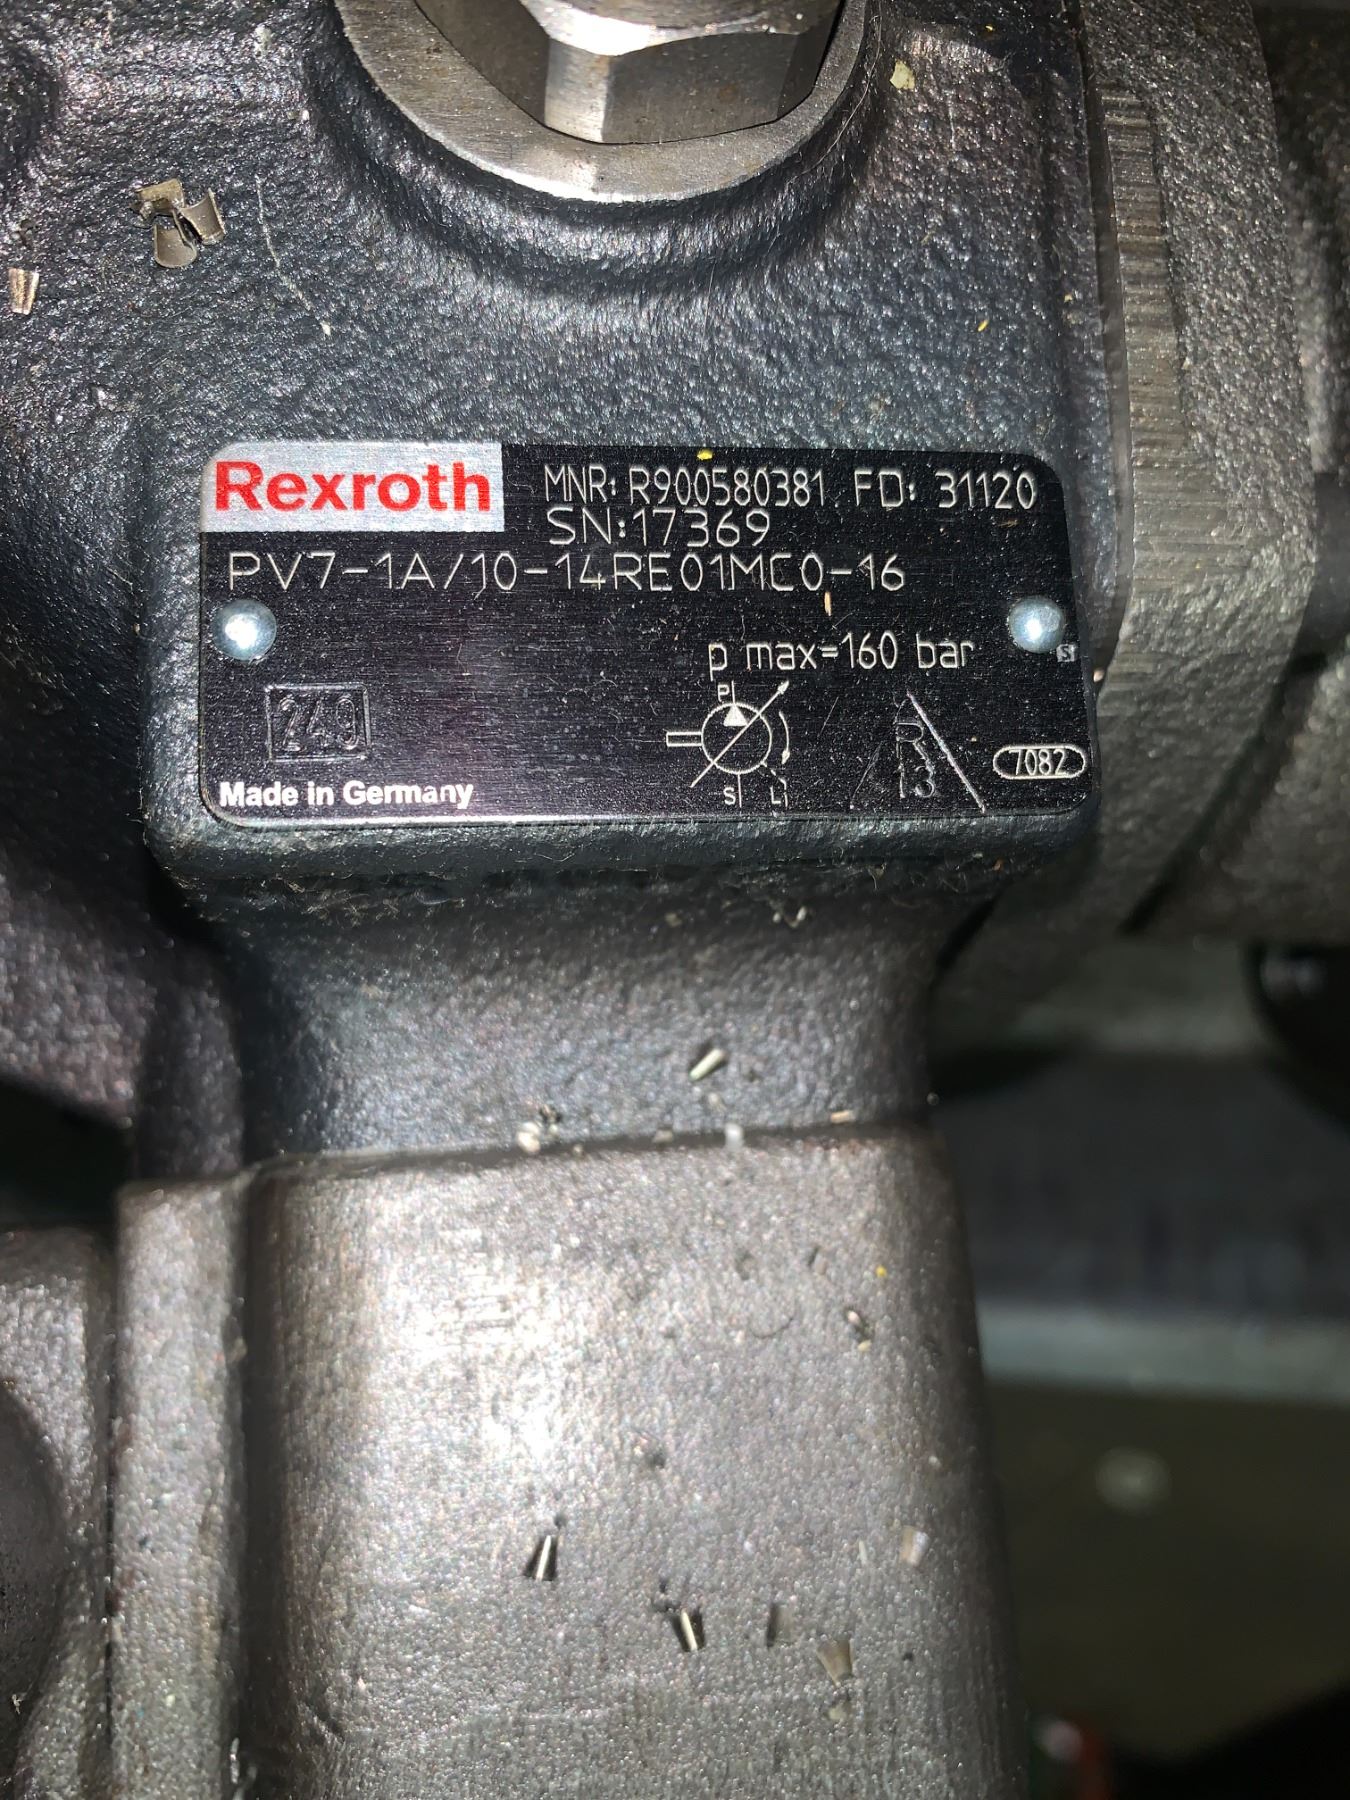 Rexroth
MNR: R900580381 FD: 31120
SN:17369
PV7-1A/10-14RE01MC0-16
p max=160 bar
S
P
249
R
13
7082
Made in Germany
S L